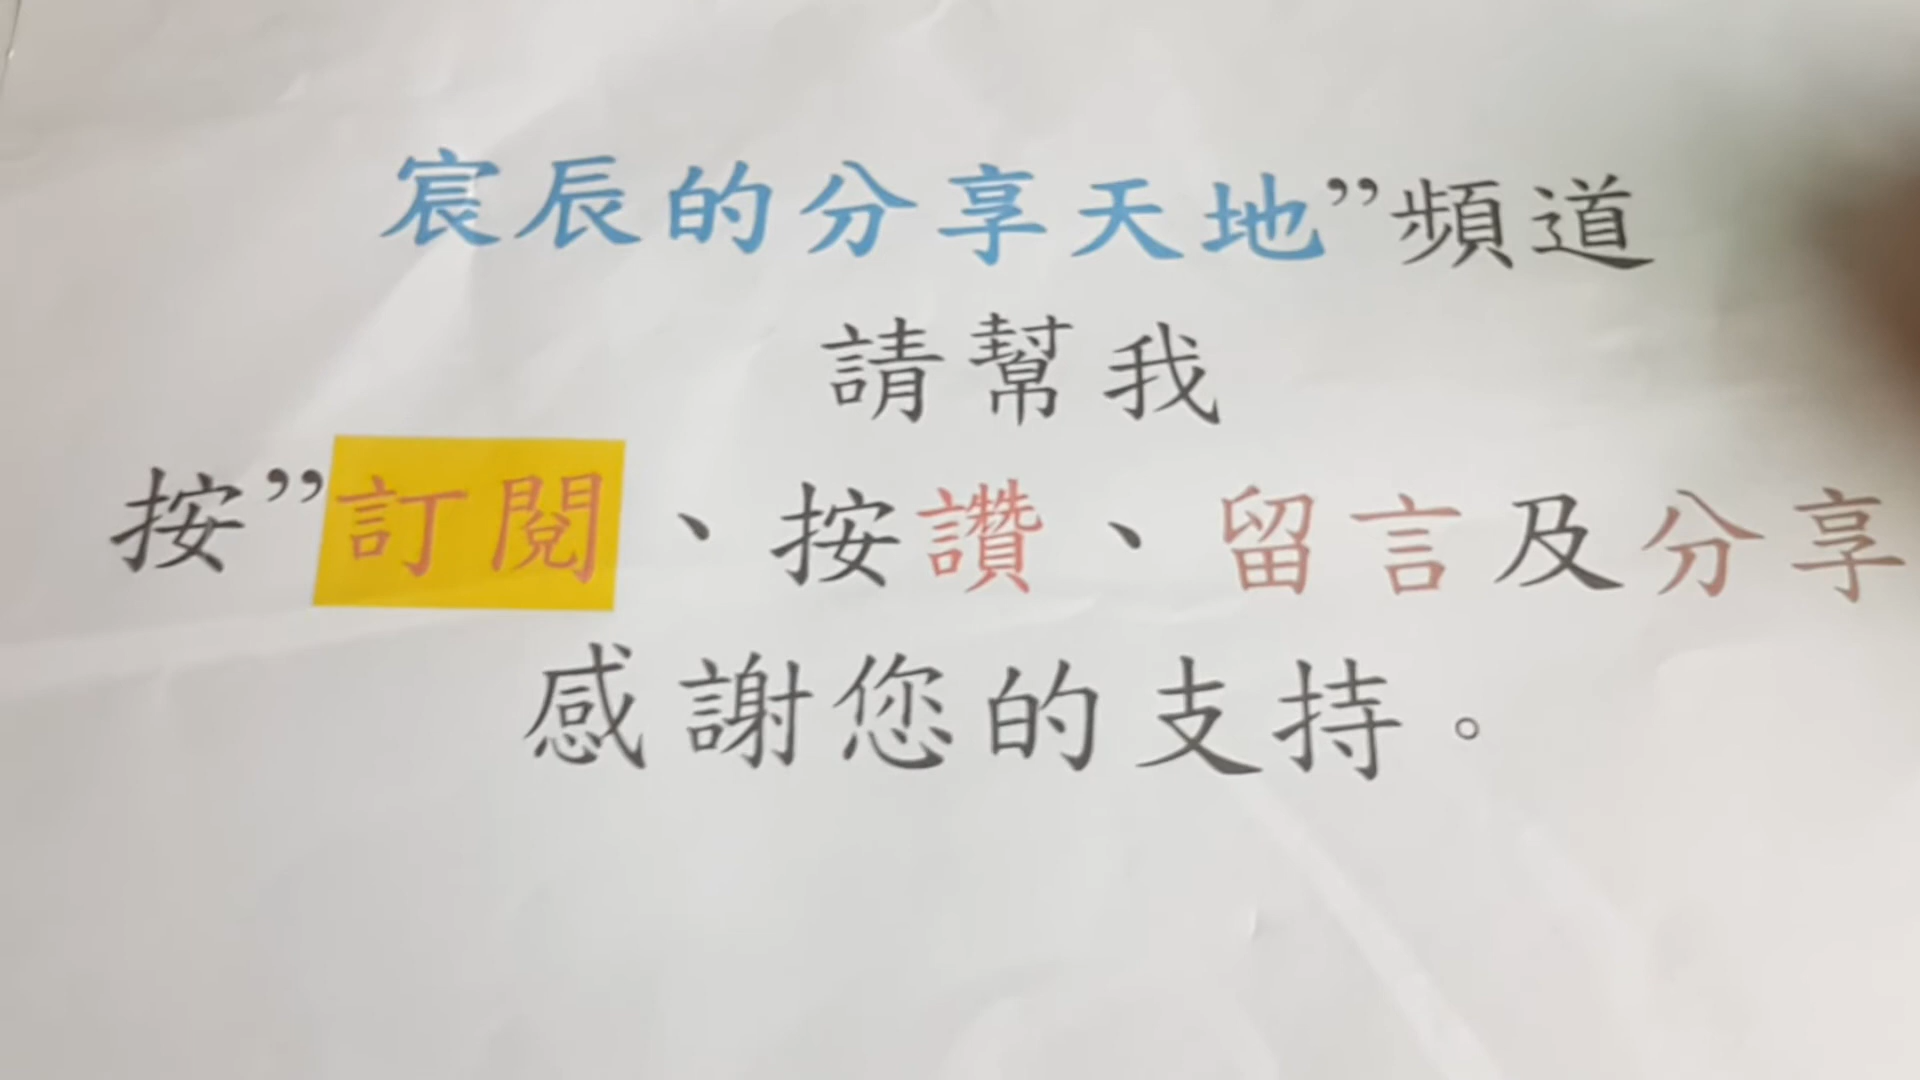 宸辰的分享天地”頻道
請幫我
按”訂閱、按讚、留言及分享
感謝您的支持。